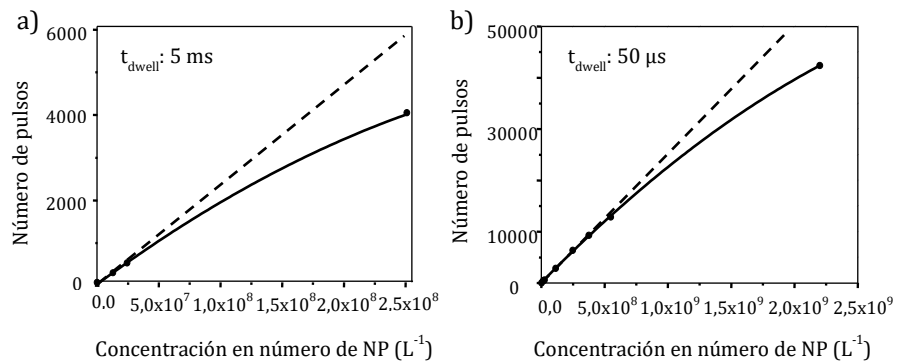 a)
t_dwell: 5 ms
Número de pulsos
6000
4000
2000
0
0,0
5,0x10^7
1,0x10^8
1,5x10^8
2,0x10^8
2,5x10^8
Concentración en número de NP (L^-1)
b)
t_dwell: 50 µs
Número de pulsos
50000
30000
10000
0
0,0
5,0x10^8
1,0x10^9
1,5x10^9
2,0x10^9
2,5x10^9
Concentración en número de NP (L^-1)